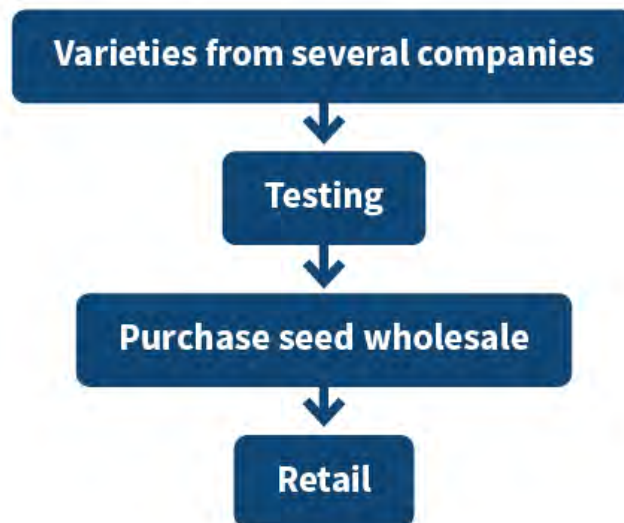 Varieties from several companies
Testing
Purchase seed wholesale
Retail